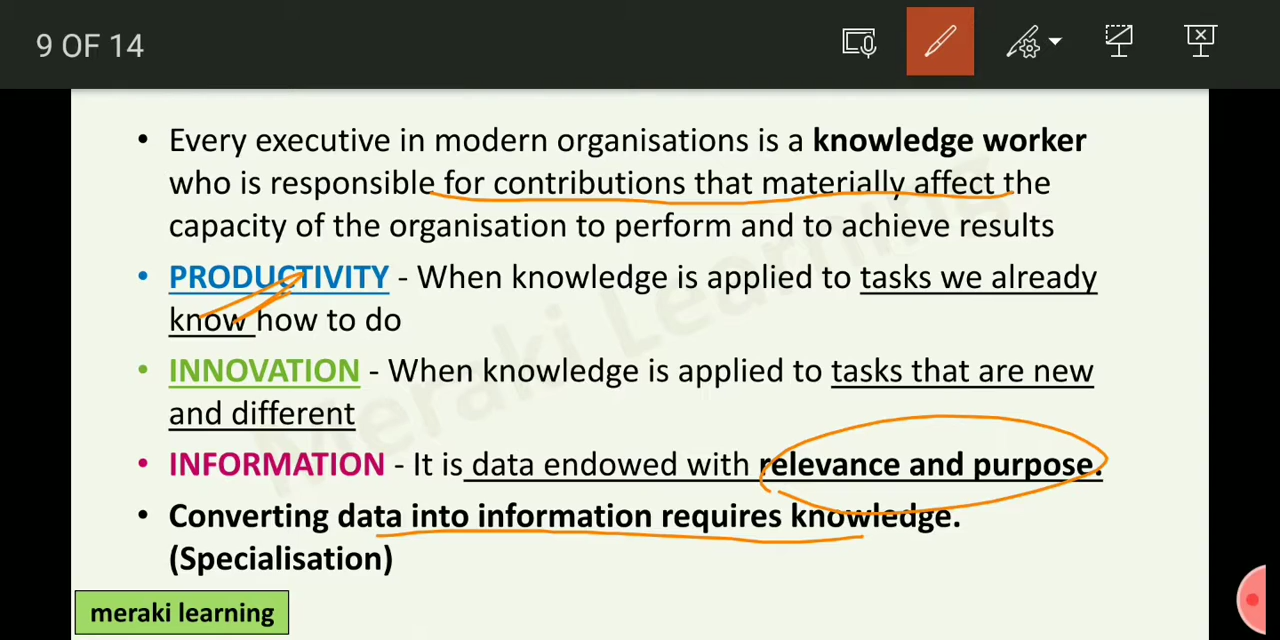 9 OF 14
• Every executive in modern organisations is a knowledge worker
who is responsible for contributions that materially affect the
capacity of the organisation to perform and to achieve results
• PRODUCTIVITY - When knowledge is applied to tasks we already
know how to do
• INNOVATION - When knowledge is applied to tasks that are new
and different
• INFORMATION - It is data endowed with relevance and purpose.
• Converting data into information requires knowledge.
(Specialisation)
Meraki Learning
meraki learning